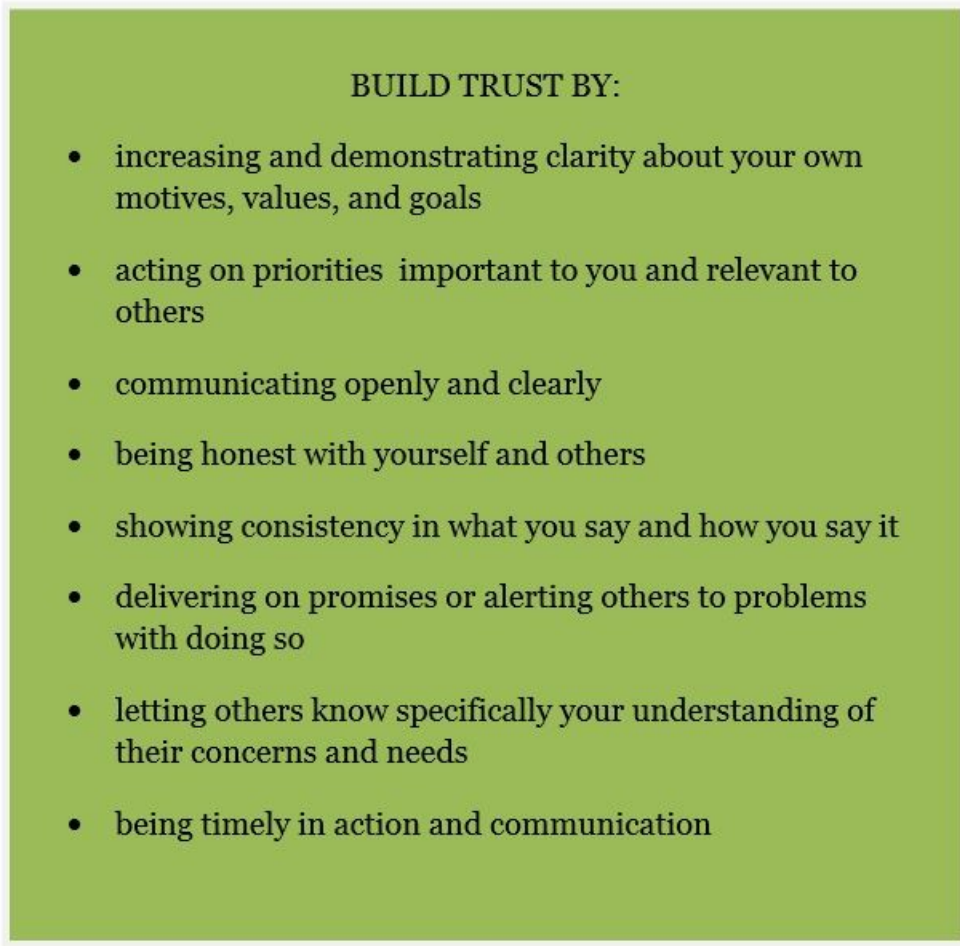 BUILD TRUST BY:
• increasing and demonstrating clarity about your own
motives, values, and goals
• acting on priorities  important to you and relevant to
others
• communicating openly and clearly
• being honest with yourself and others
• showing consistency in what you say and how you say it
• delivering on promises or alerting others to problems
with doing so
• letting others know specifically your understanding of
their concerns and needs
• being timely in action and communication